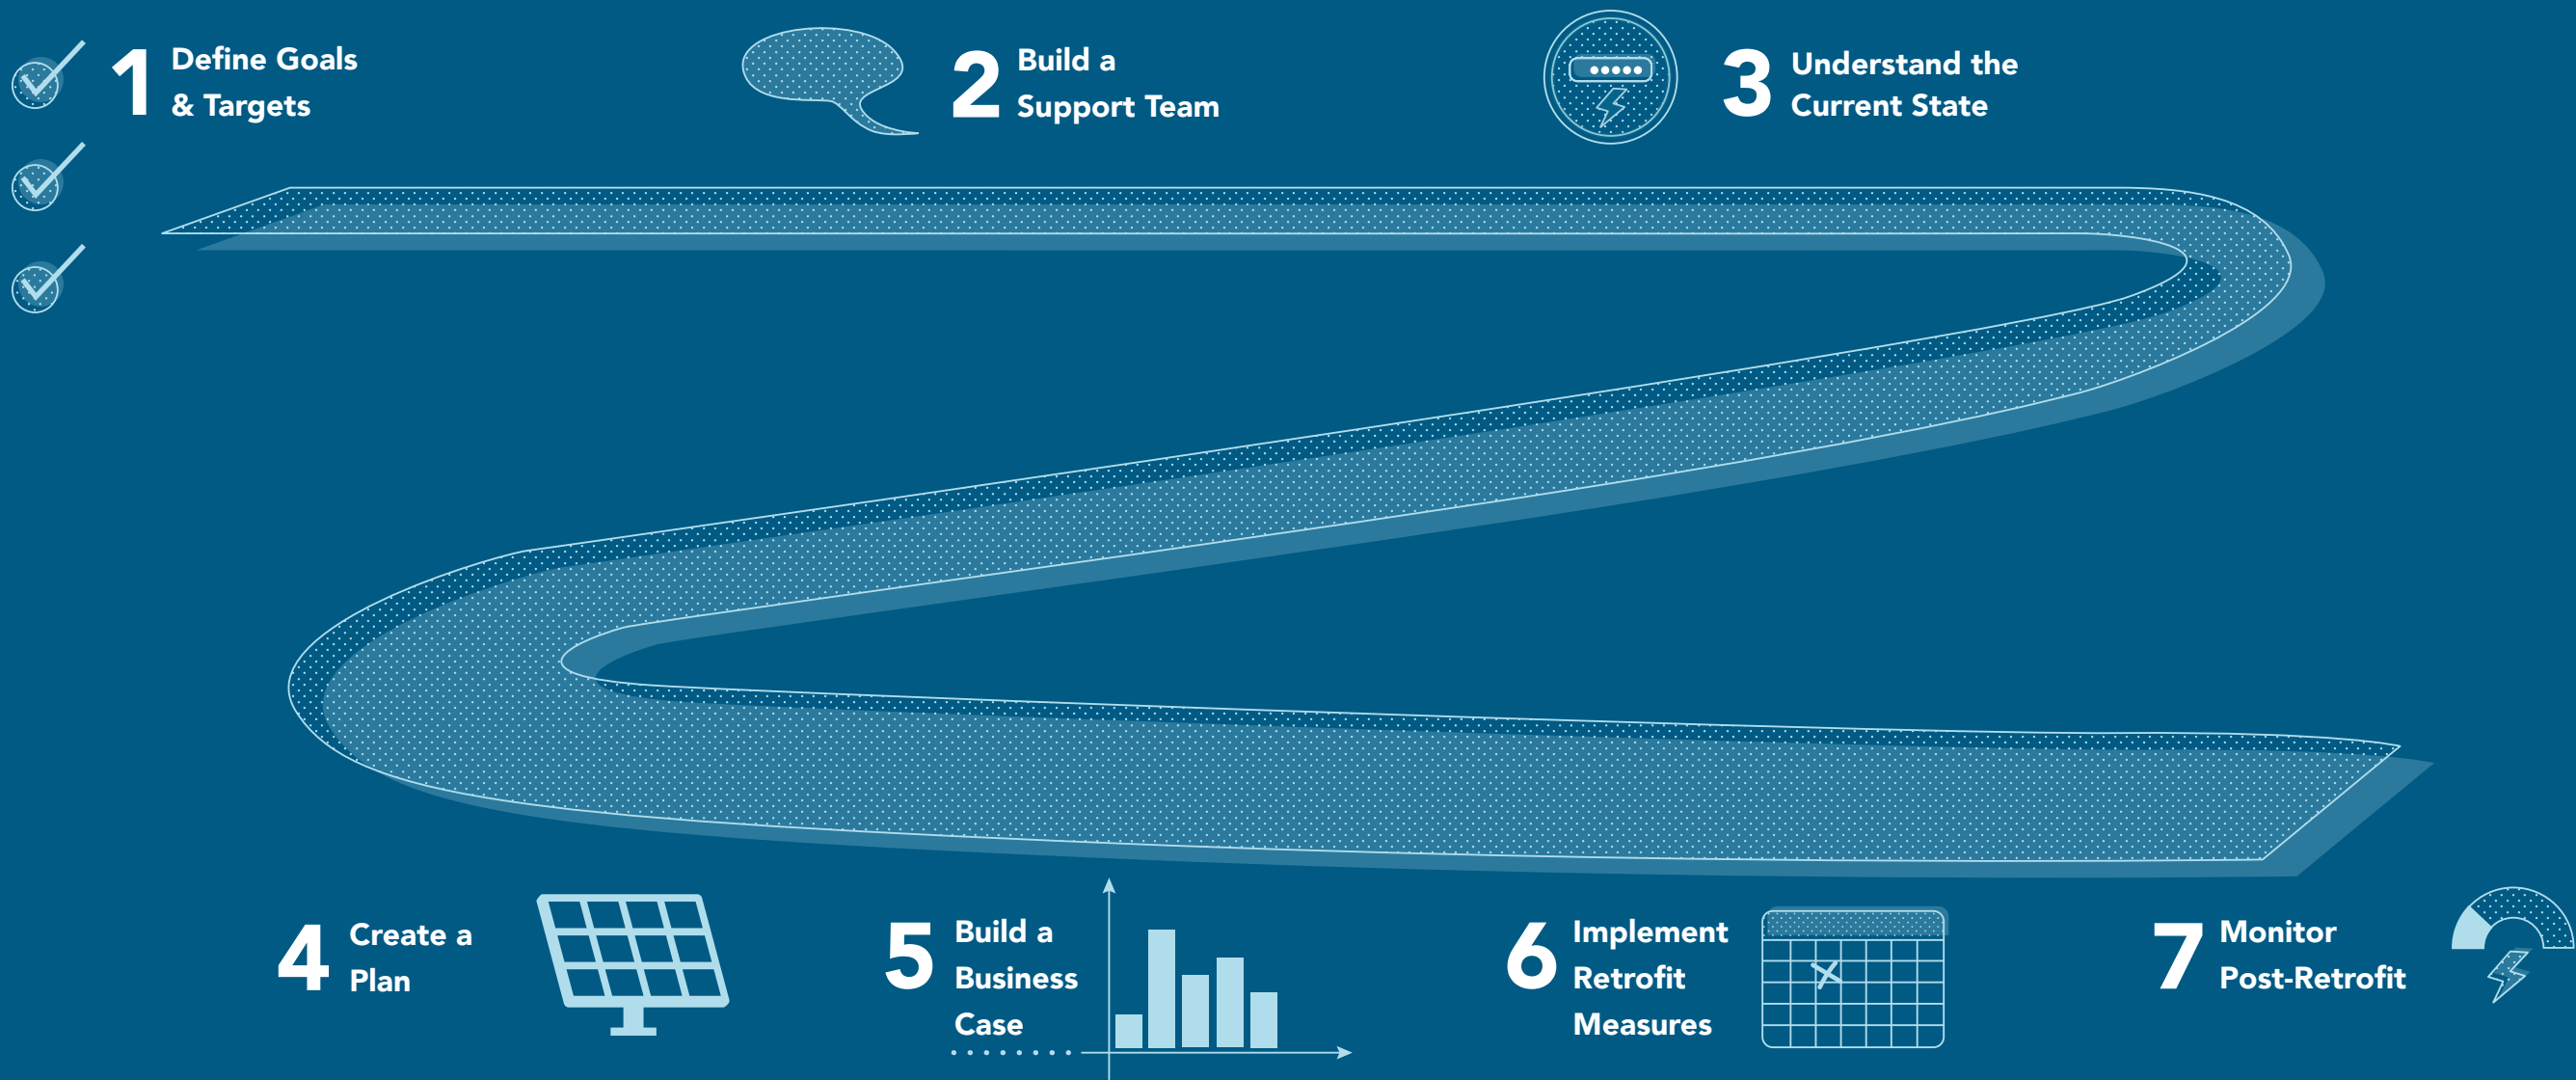 1 Define Goals
& Targets
2 Build a
Support Team
3 Understand the
Current State
4 Create a
Plan
5 Build a
Business
Case
6 Implement
Retrofit
Measures
7 Monitor
Post-Retrofit